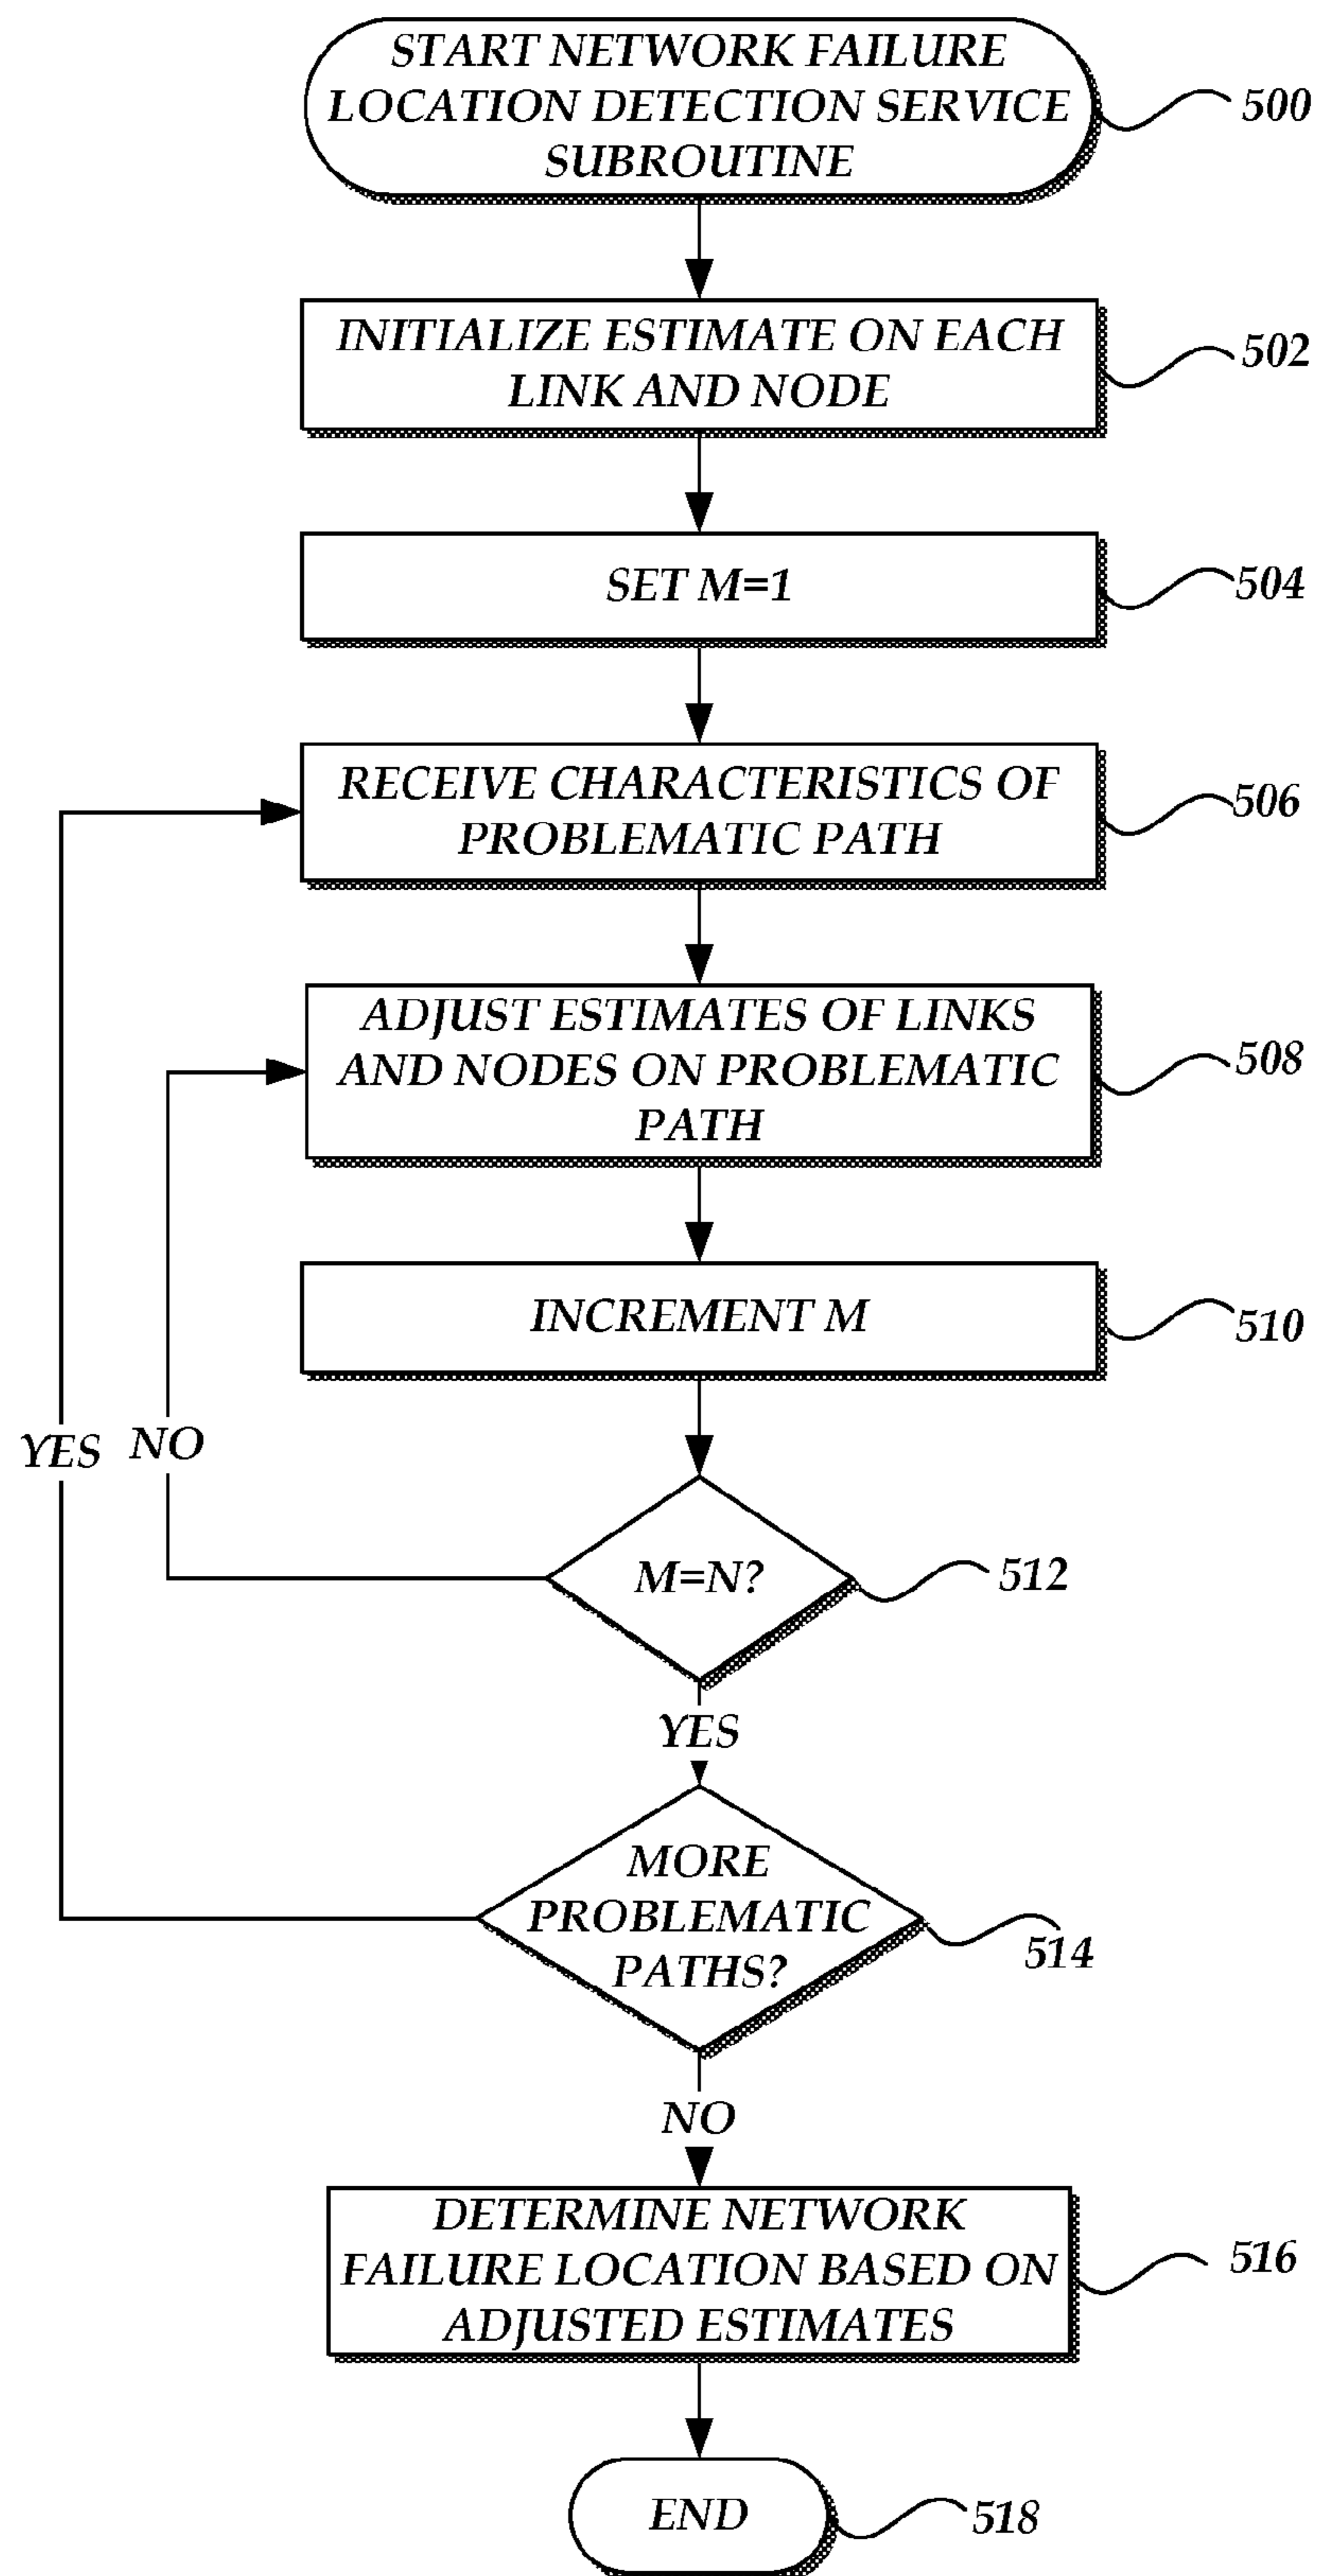 START NETWORK FAILURE
LOCATION DETECTION SERVICE
SUBROUTINE
500
INITIALIZE ESTIMATE ON EACH
LINK AND NODE
502
SET M=1
504
RECEIVE CHARACTERISTICS OF
PROBLEMATIC PATH
506
ADJUST ESTIMATES OF LINKS
AND NODES ON PROBLEMATIC
PATH
508
INCREMENT M
510
YES
NO
M=N?
512
YES
MORE
PROBLEMATIC
PATHS?
514
NO
DETERMINE NETWORK
FAILURE LOCATION BASED ON
ADJUSTED ESTIMATES
516
END
518